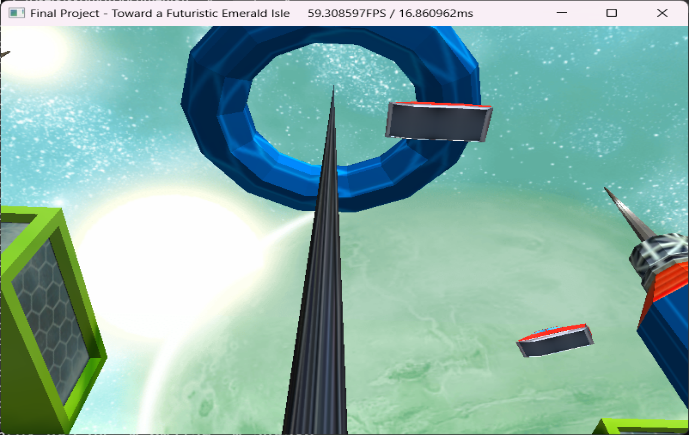 Final Project - Toward a Futuristic Emerald Isle 59.308597FPS / 16.860962ms